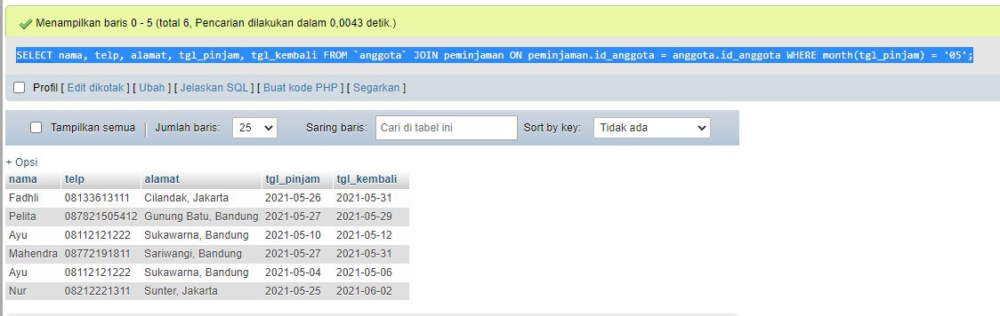 Menampilkan baris 0 - 5 (total 6, Pencarian dilakukan dalam 0,0043 detik.)
SELECT nama, telp, alamat, tgl_pinjam, tgl_kembali FROM `anggota` JOIN peminjaman ON peminjaman.id_anggota = anggota.id_anggota WHERE month(tgl_pinjam) = '05';
Profil [ Edit dikotak ] [ Ubah ] [ Jelaskan SQL ] [ Buat kode PHP ] [ Segarkan ]
Tampilkan semua Jumlah baris: 25 Saring baris: Cari di tabel ini Sort by key: Tidak ada
+ Opsi
nama telp alamat tgl_pinjam tgl_kembali
Fadhli 08133613111 Cilandak, Jakarta 2021-05-26 2021-05-31
Pelita 087821505412 Gunung Batu, Bandung 2021-05-27 2021-05-29
Ayu 08112121222 Sukawarna, Bandung 2021-05-10 2021-05-12
Mahendra 08772191811 Sariwangi, Bandung 2021-05-27 2021-05-31
Ayu 08112121222 Sukawarna, Bandung 2021-05-04 2021-05-06
Nur 08212221311 Sunter, Jakarta 2021-05-25 2021-06-02